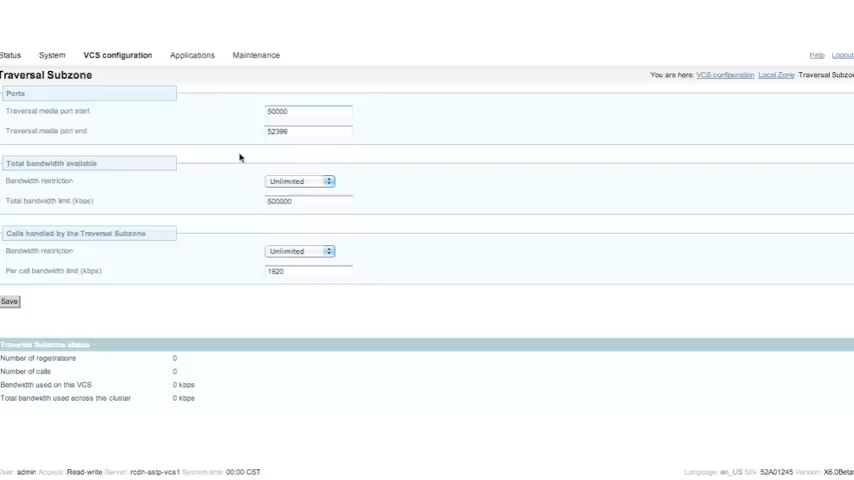 Status System VCS configuration Applications Maintenance Help Logout
Traversal Subzone You are here: VCS configuration Local Zone Traversal Subzo
Ports
Traversal media port start 50000
Traversal media port end 52399
Total bandwidth available
Bandwidth restriction Unlimited
Total bandwidth limit (kbps) 500000
Calls handled by the Traversal Subzone
Bandwidth restriction Unlimited
Per call bandwidth limit (kbps) 1920
Save
Traversal Subzone status
Number of registrations 0
Number of calls 0
Bandwidth used on this VCS 0 kbps
Total bandwidth used across this cluster 0 kbps
User: admin Access: Read-write Server: rcdn-astp-vcs1 System time: 00:00 CST Language: en_US S/N: 52A01245 Version: X6.0Beta